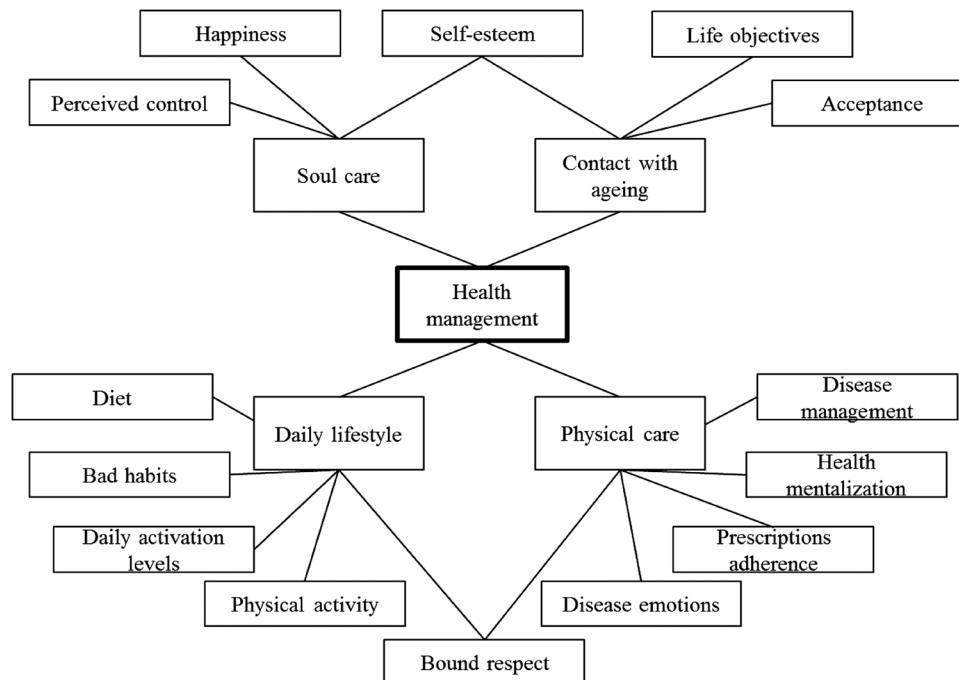 Happiness
Self-esteem
Life objectives
Perceived control
Acceptance
Soul care
Contact with
ageing
Health
management
Diet
Disease
management
Daily lifestyle
Physical care
Bad habits
Health
mentalization
Daily activation
levels
Prescriptions
adherence
Physical activity
Disease emotions
Bound respect